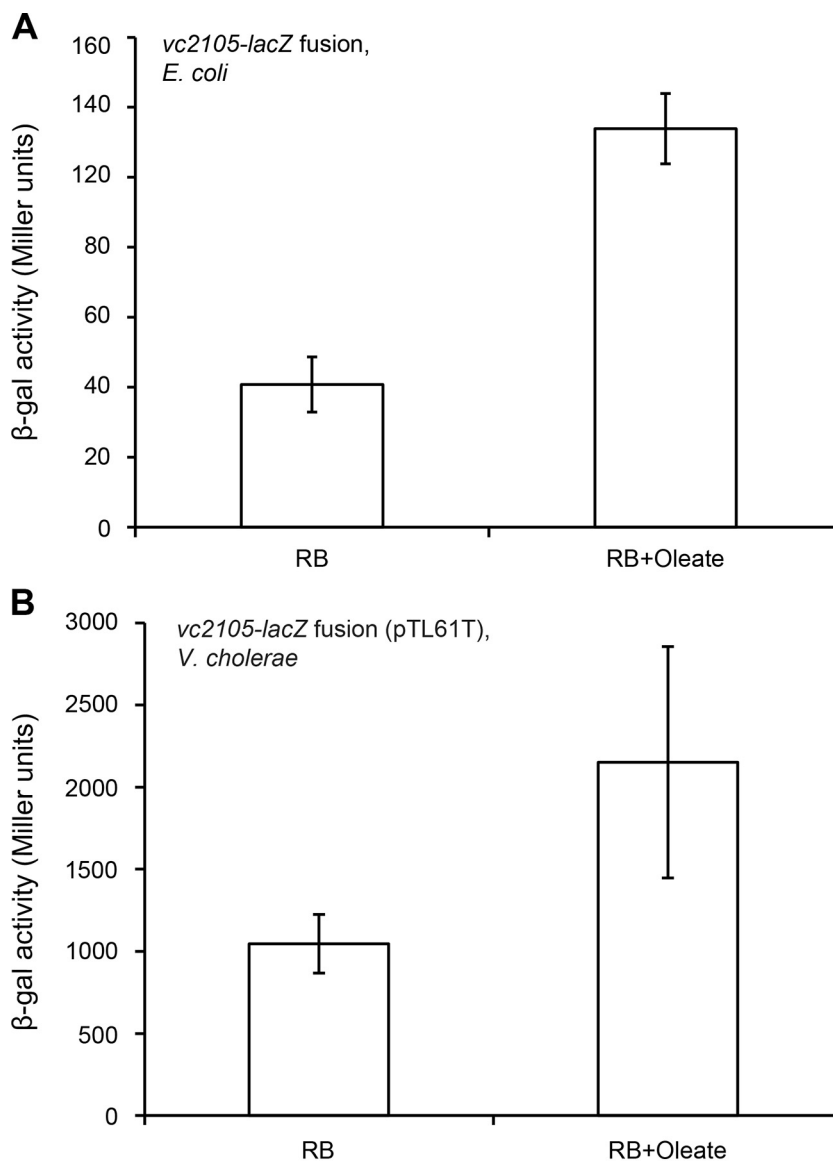 A
vc2105-lacZ fusion,
E. coli
β-gal activity (Miller units)
160
140
120
80
60
40
20
0
RB
RB+Oleate
B
vc2105-lacZ fusion (pTL61T),
V. cholerae
β-gal activity (Miller units)
3000
2500
2000
1500
1000
500
0
RB
RB+Oleate